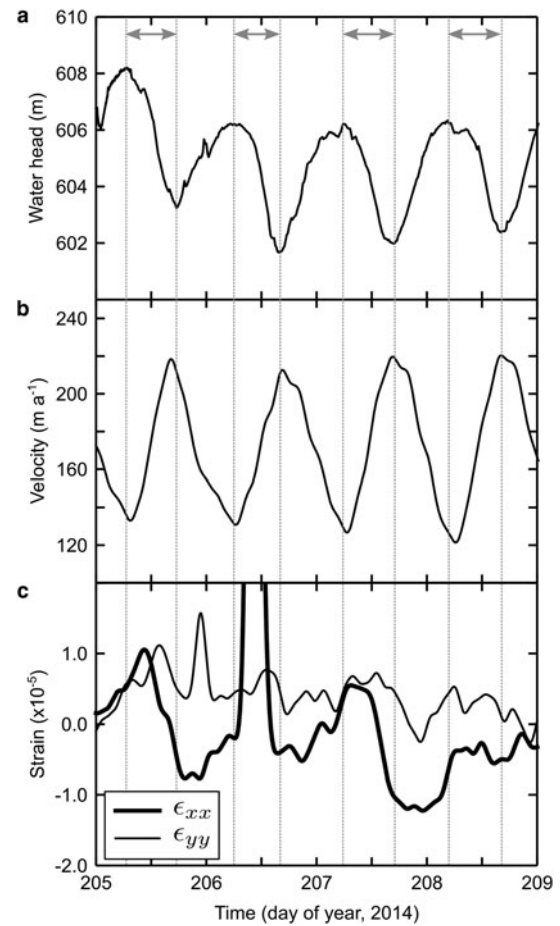 a
610
608
606
604
602
Water head (m)
b
240
200
160
120
Velocity (m a⁻¹)
c
1.0
0.0
-1.0
-2.0
Strain (x10⁻⁵)
ϵxx
ϵyy
205 206 207 208 209
Time (day of year, 2014)